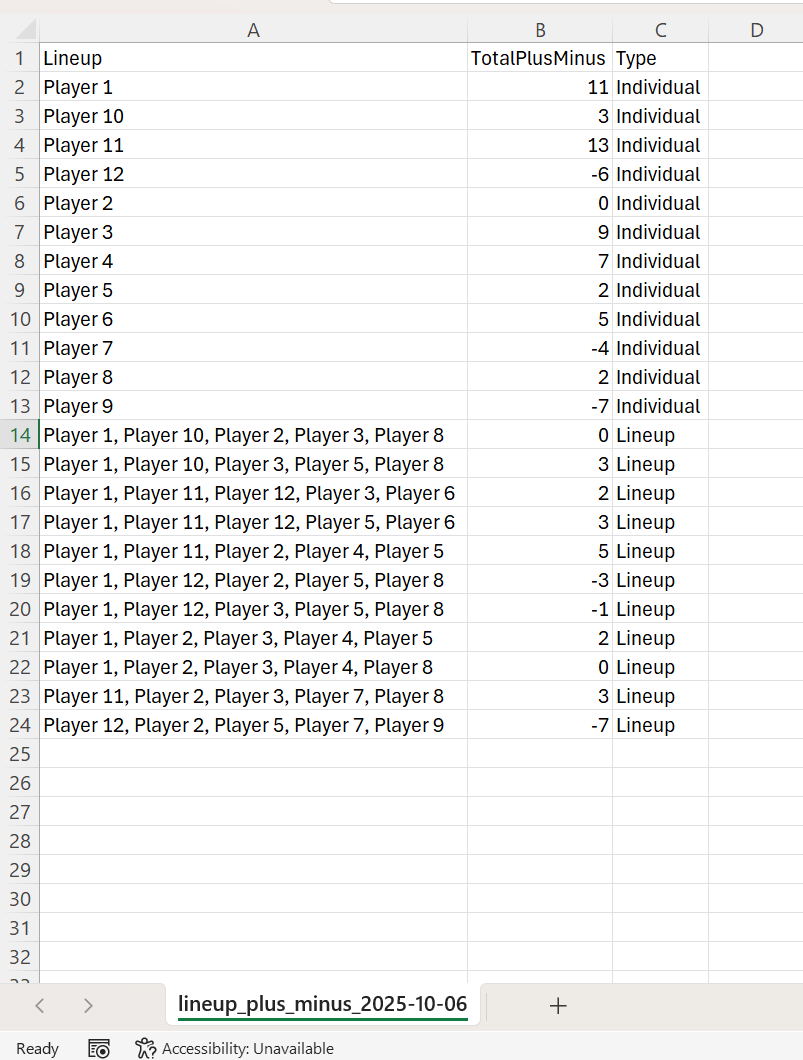 A B C D
1 Lineup TotalPlusMinus Type
2 Player 1 11 Individual
3 Player 10 3 Individual
4 Player 11 13 Individual
5 Player 12 -6 Individual
6 Player 2 0 Individual
7 Player 3 9 Individual
8 Player 4 7 Individual
9 Player 5 2 Individual
10 Player 6 5 Individual
11 Player 7 -4 Individual
12 Player 8 2 Individual
13 Player 9 -7 Individual
14 Player 1, Player 10, Player 2, Player 3, Player 8 0 Lineup
15 Player 1, Player 10, Player 3, Player 5, Player 8 3 Lineup
16 Player 1, Player 11, Player 12, Player 3, Player 6 2 Lineup
17 Player 1, Player 11, Player 12, Player 5, Player 6 3 Lineup
18 Player 1, Player 11, Player 2, Player 4, Player 5 5 Lineup
19 Player 1, Player 12, Player 2, Player 5, Player 8 -3 Lineup
20 Player 1, Player 12, Player 3, Player 5, Player 8 -1 Lineup
21 Player 1, Player 2, Player 3, Player 4, Player 5 2 Lineup
22 Player 1, Player 2, Player 3, Player 4, Player 8 0 Lineup
23 Player 11, Player 2, Player 3, Player 7, Player 8 3 Lineup
24 Player 12, Player 2, Player 5, Player 7, Player 9 -7 Lineup
25
26
27
28
29
30
31
32
lineup_plus_minus_2025-10-06
Ready Accessibility: Unavailable